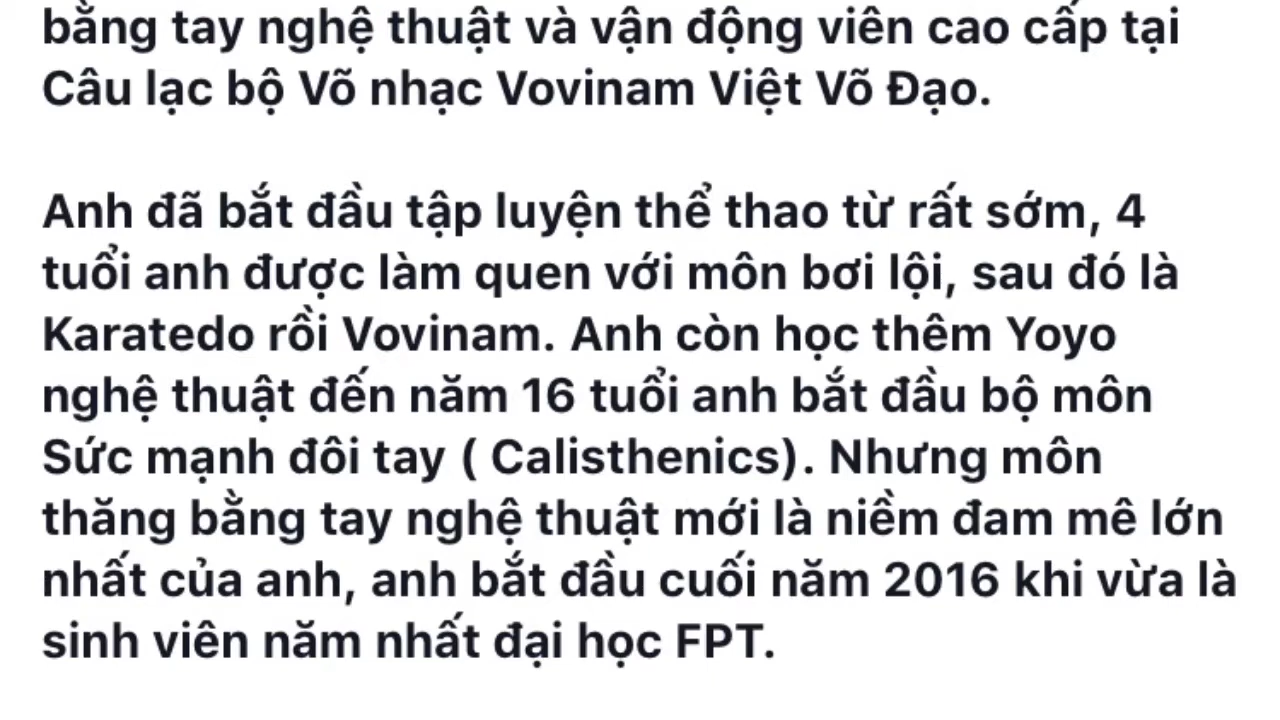 bằng tay nghệ thuật và vận động viên cao cấp tại
Câu lạc bộ Võ nhạc Vovinam Việt Võ Đạo.
Anh đã bắt đầu tập luyện thể thao từ rất sớm, 4
tuổi anh được làm quen với môn bơi lội, sau đó là
Karatedo rồi Vovinam. Anh còn học thêm Yoyo
nghệ thuật đến năm 16 tuổi anh bắt đầu bộ môn
Sức mạnh đôi tay ( Calisthenics). Nhưng môn
thăng bằng tay nghệ thuật mới là niềm đam mê lớn
nhất của anh, anh bắt đầu cuối năm 2016 khi vừa là
sinh viên năm nhất đại học FPT.